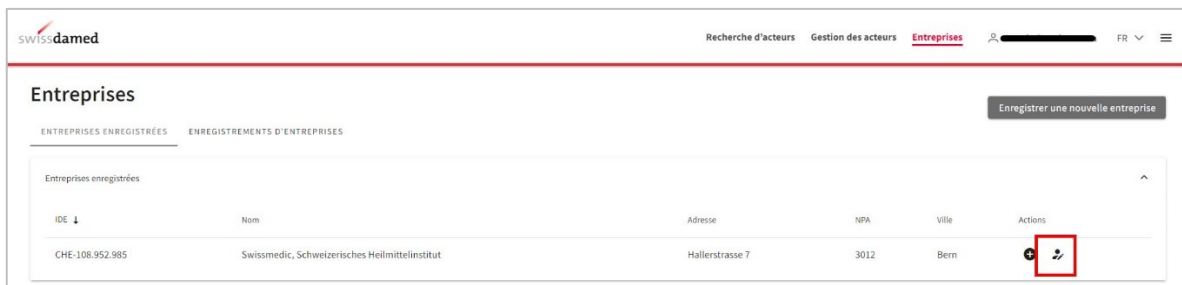 swissdamed
Recherche d'acteurs Gestion des acteurs Entreprises FR
Entreprises
Enregistrer une nouvelle entreprise
ENTREPRISES ENREGISTRÉES ENREGISTREMENTS D'ENTREPRISES
Entreprises enregistrées
IDE Nom Adresse NPA Ville Actions
CHE-108.952.985 Swissmedic, Schweizerisches Heilmittelinstitut Hallerstrasse 7 3012 Bern